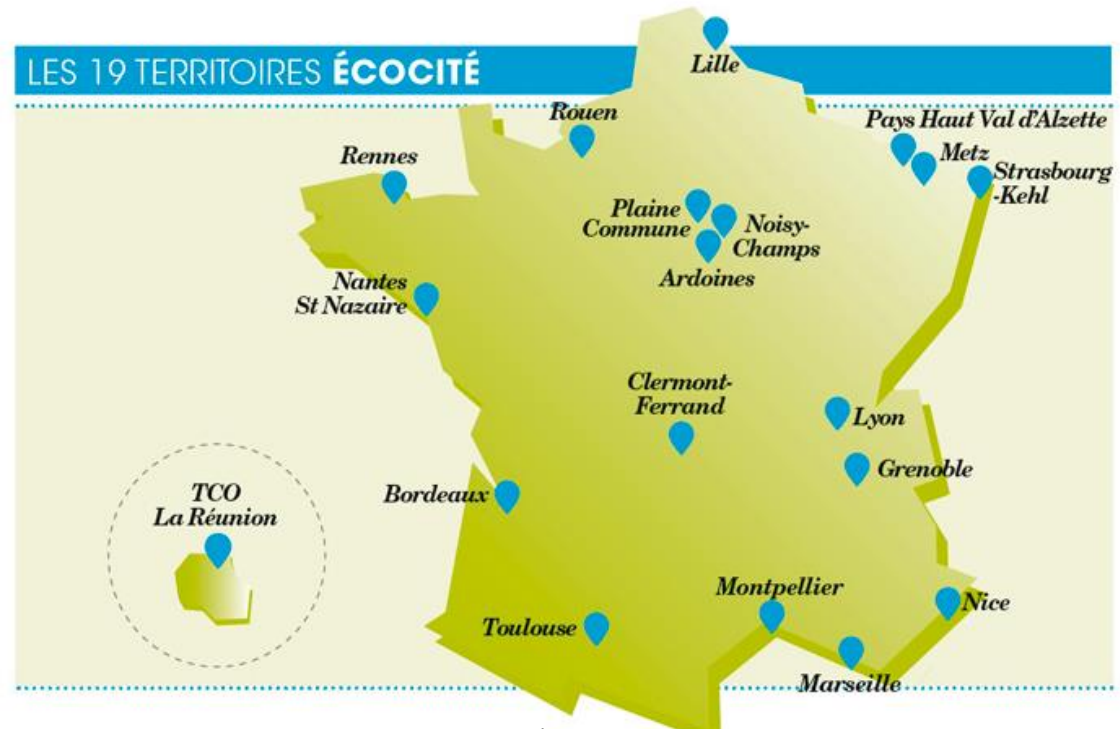 LES 19 TERRITOIRES ÉCOCITÉ
Lille
Rouen
Pays Haut Val d'Alzette
Metz
Strasbourg
-Kehl
Rennes
Plaine
Commune
Noisy-
Champs
Ardoines
Nantes
St Nazaire
Clermont-
Ferrand
Lyon
Grenoble
Bordeaux
TCO
La Réunion
Montpellier
Nice
Toulouse
Marseille